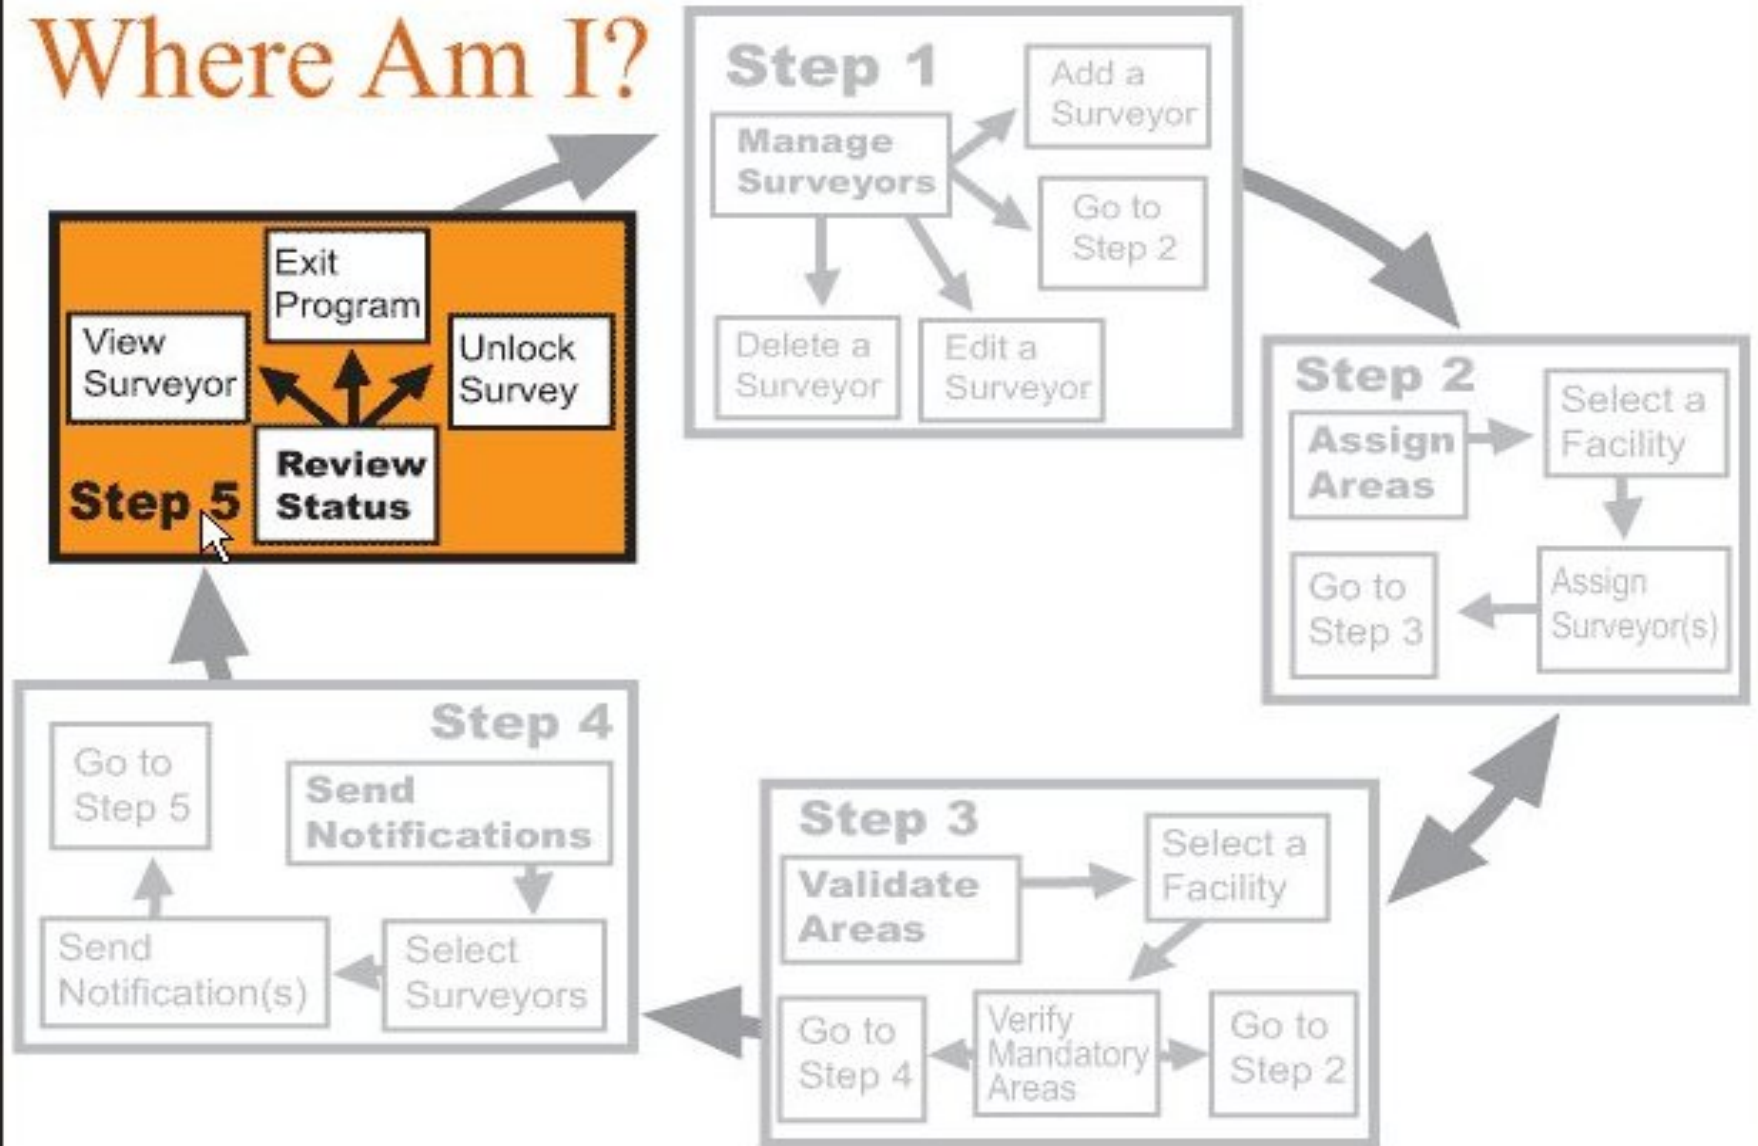 Where Am I?
Step 1
Manage
Surveyors
Add a
Surveyor
Go to
Step 2
Delete a
Surveyor
Edit a
Surveyor
Step 2
Assign
Areas
Select a
Facility
Assign
Surveyor(s)
Go to
Step 3
Step 3
Validate
Areas
Select a
Facility
Verify
Mandatory
Areas
Go to
Step 4
Go to
Step 2
Step 4
Send
Notifications
Select
Surveyors
Send
Notification(s)
Go to
Step 5
Step 5
Review
Status
View
Surveyor
Exit
Program
Unlock
Survey